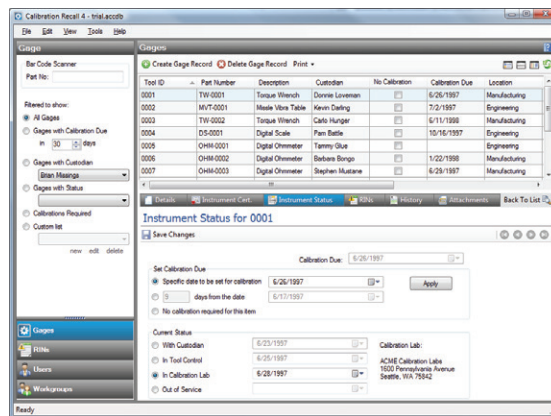 Calibration Recall 4 - trial.accdb
File Edit View Tools Help
Gage
Bar Code Scanner
Part No:
Filtered to show:
All Gages
Gages with Calibration Due
in 30 days
Gages with Custodian
Brian Masinga
Gages with Status
Calibrations Required
Custom list
new edit delete
Gages
RINs
Users
Workgroups
Ready
Gages
Create Gage Record Delete Gage Record Print
Tool ID Part Number Description Custodian No Calibration Calibration Due Location
0001 TW-0001 Torque Wrench Donnie Loveman 6/26/1997 Manufacturing
0002 MVT-0001 Vibra Table Kevin Darling 7/2/1997 Engineering
0003 TW-0002 Torque Wrench Carlo Hunger 6/11/1998 Manufacturing
0004 DS-0001 Digital Scale Pam Battle 10/16/1997 Engineering
0005 OHM-0001 Digital Ohmmeter Tammy Glue Engineering
0006 OHM-0002 Digital Ohmmeter Barbara Bongo 1/22/1998 Manufacturing
0007 OHM-0003 Digital Ohmmeter Stephen Mustane 6/29/1997 Manufacturing
Details Instrument Cert. Instrument Status RINs History Attachments Back To List
Instrument Status for 0001
Save Changes
Calibration Due: 6/26/1997
Set Calibration Due
Specific date to be set for calibration 6/26/1997 Apply
days from the date 6/17/1997
No calibration required for this item
Current Status
With Custodian 6/23/1997 Calibration Lab:
In Tool Control 6/25/1997 ACME Calibration Labs
1600 Pennsylvania Avenue
In Calibration Lab 6/28/1997 Seattle, WA 75842
Out of Service